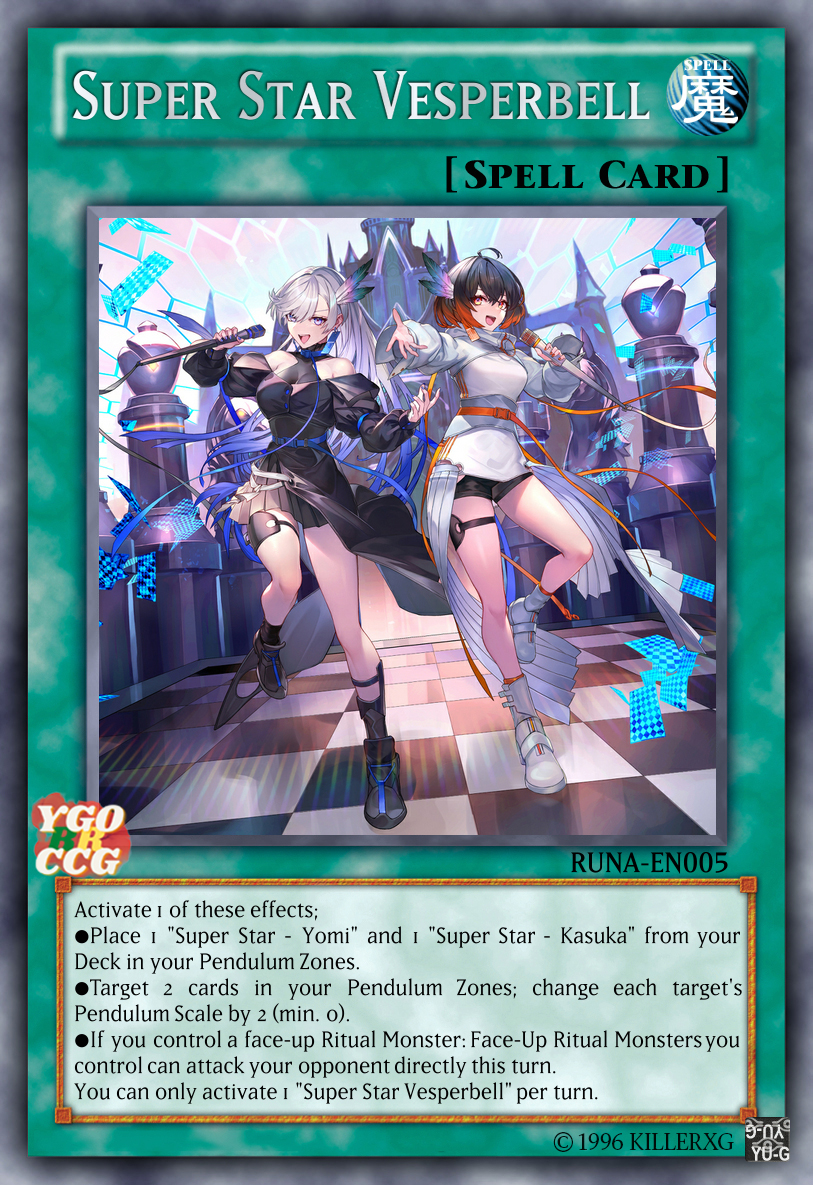 SUPER STAR VESPERBELL
SPELL
魔
[SPELL CARD]
YGO
RR
CCG
RUNA-EN005
Activate 1 of these effects;
●Place 1 "Super Star - Yomi" and 1 "Super Star - Kasuka" from your
Deck in your Pendulum Zones.
●Target 2 cards in your Pendulum Zones; change each target's
Pendulum Scale by 2 (min. 0).
●If you control a face-up Ritual Monster: Face-Up Ritual Monsters you
control can attack your opponent directly this turn.
You can only activate 1 "Super Star Vesperbell" per turn.
© 1996 KILLERXG
YU-G